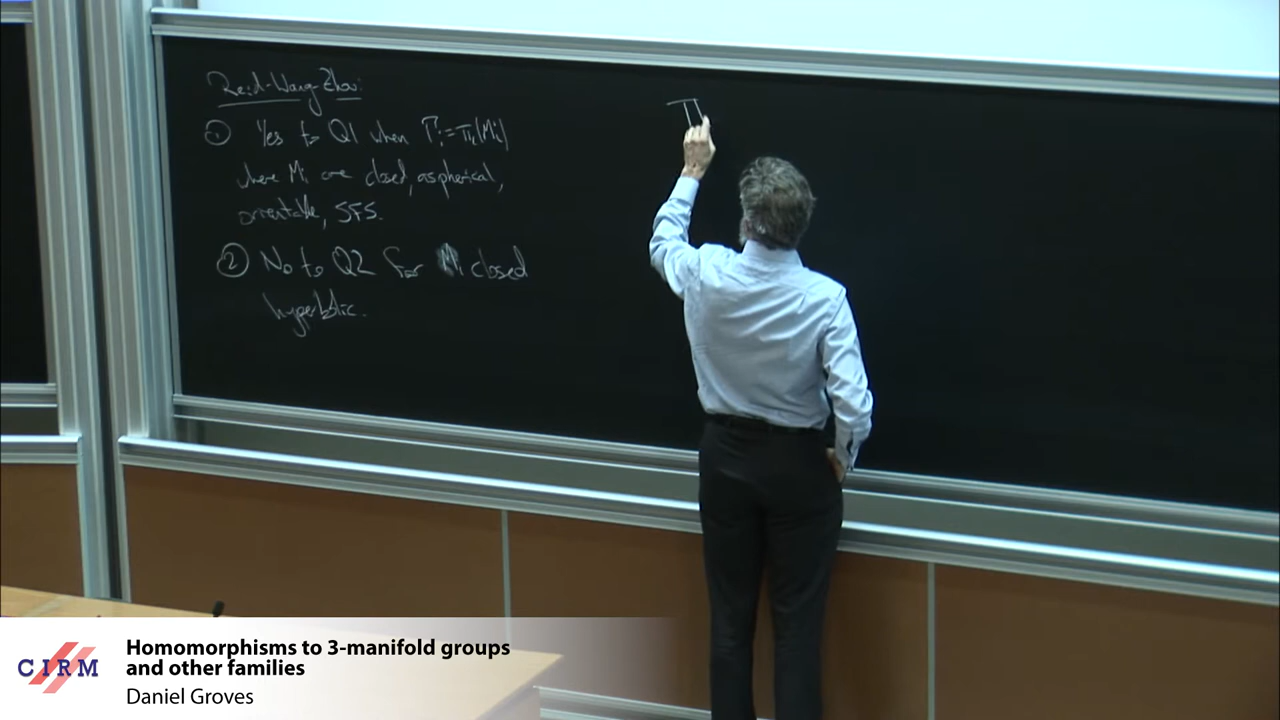 Reid-Wang-Zhou:
① Yes to Q1 when Γᵢ=π₁(Mᵢ)
where Mᵢ are closed, aspherical,
orientable, SFS.
② No to Q2 for Mᵢ closed
hyperbolic.
T
CIRM
Homomorphisms to 3-manifold groups
and other families
Daniel Groves